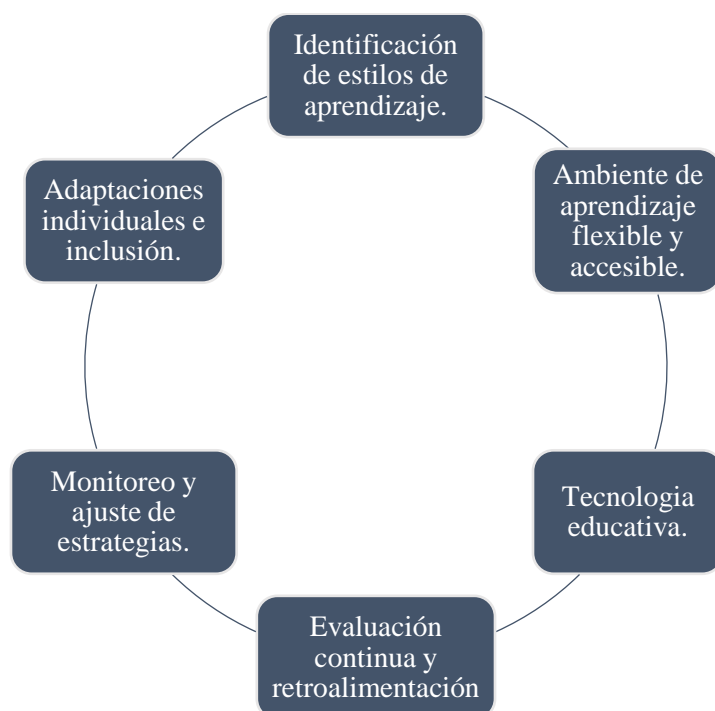 Identificación
de estilos de
aprendizaje.
Ambiente de
aprendizaje
flexible y
accesible.
Tecnologia
educativa.
Evaluación
continua y
retroalimentación
Monitoreo y
ajuste de
estrategias.
Adaptaciones
individuales e
inclusión.